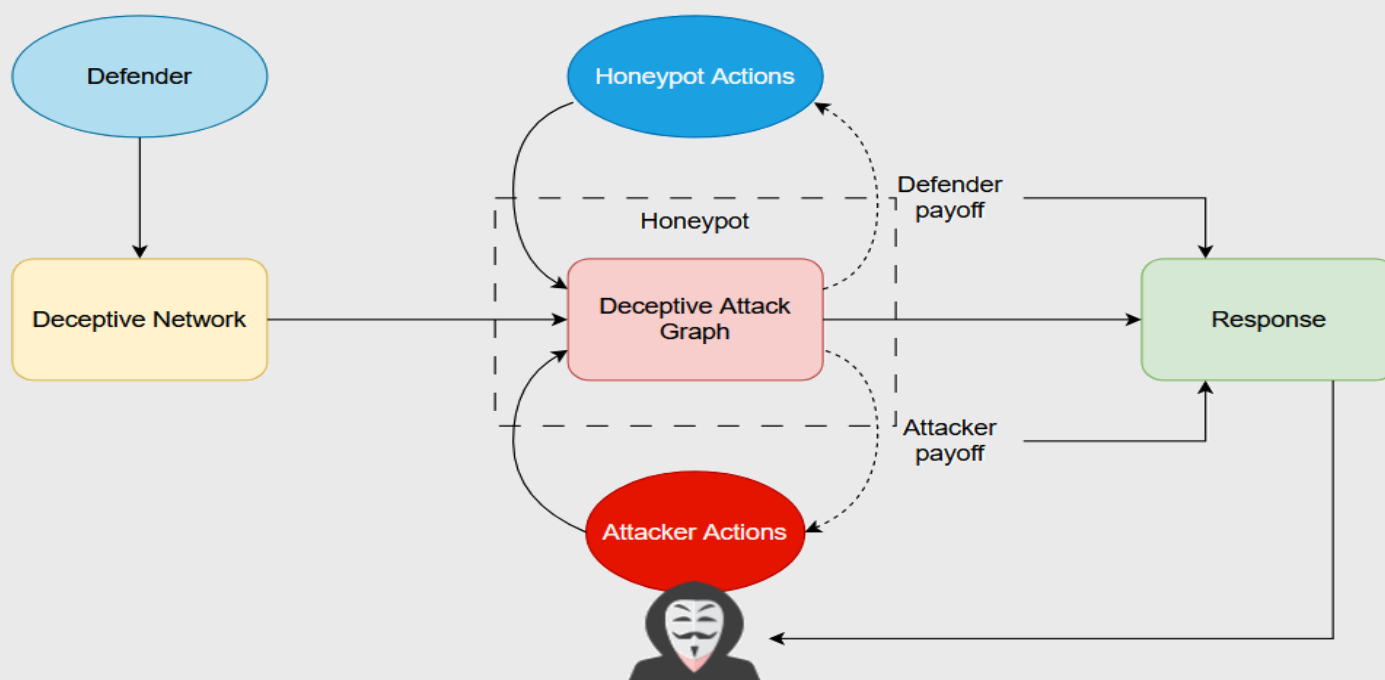 Defender
Honeypot Actions
Defender
payoff
Honeypot
Deceptive Network
Deceptive Attack
Graph
Response
Attacker
payoff
Attacker Actions